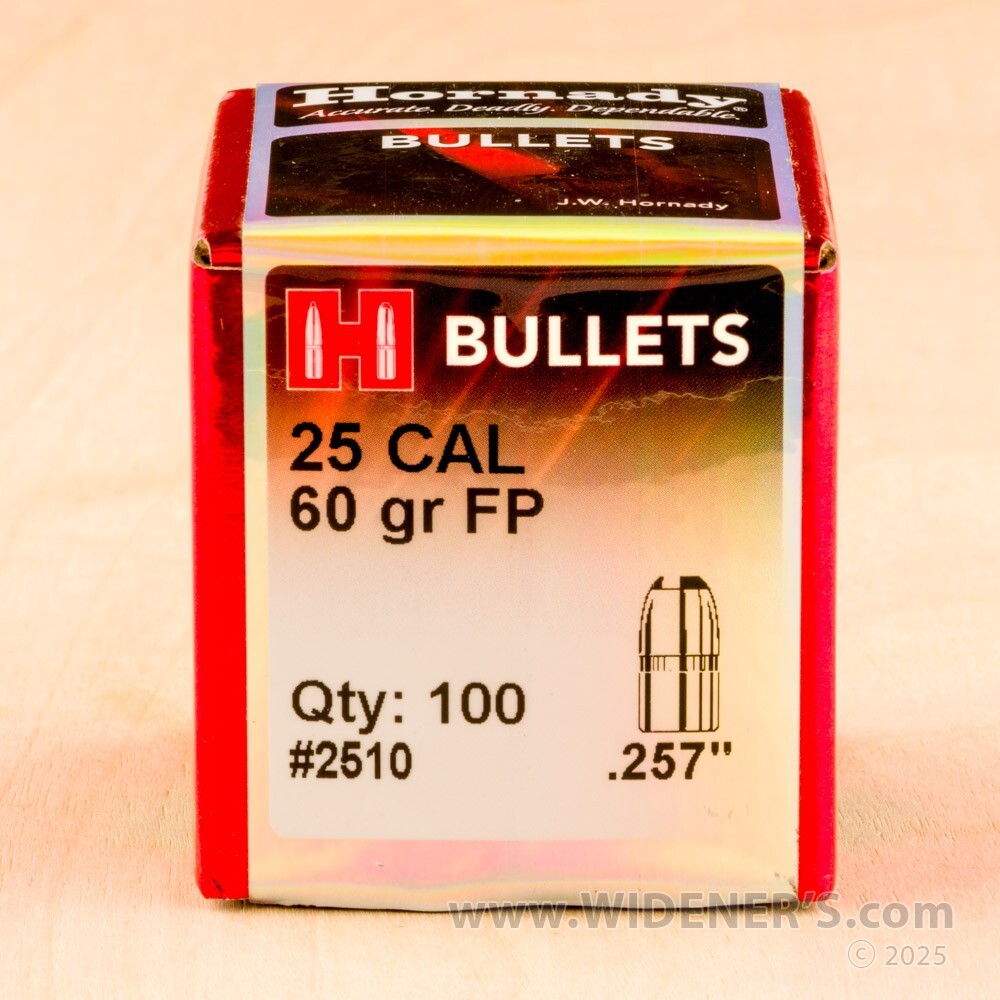 Hornady®
Accurate. Deadly. Dependable.
BULLETS
J.W. Hornady
H BULLETS
25 CAL
60 gr FP
Qty: 100
#2510
.257"
www.WIDENER'S.com
© 2025